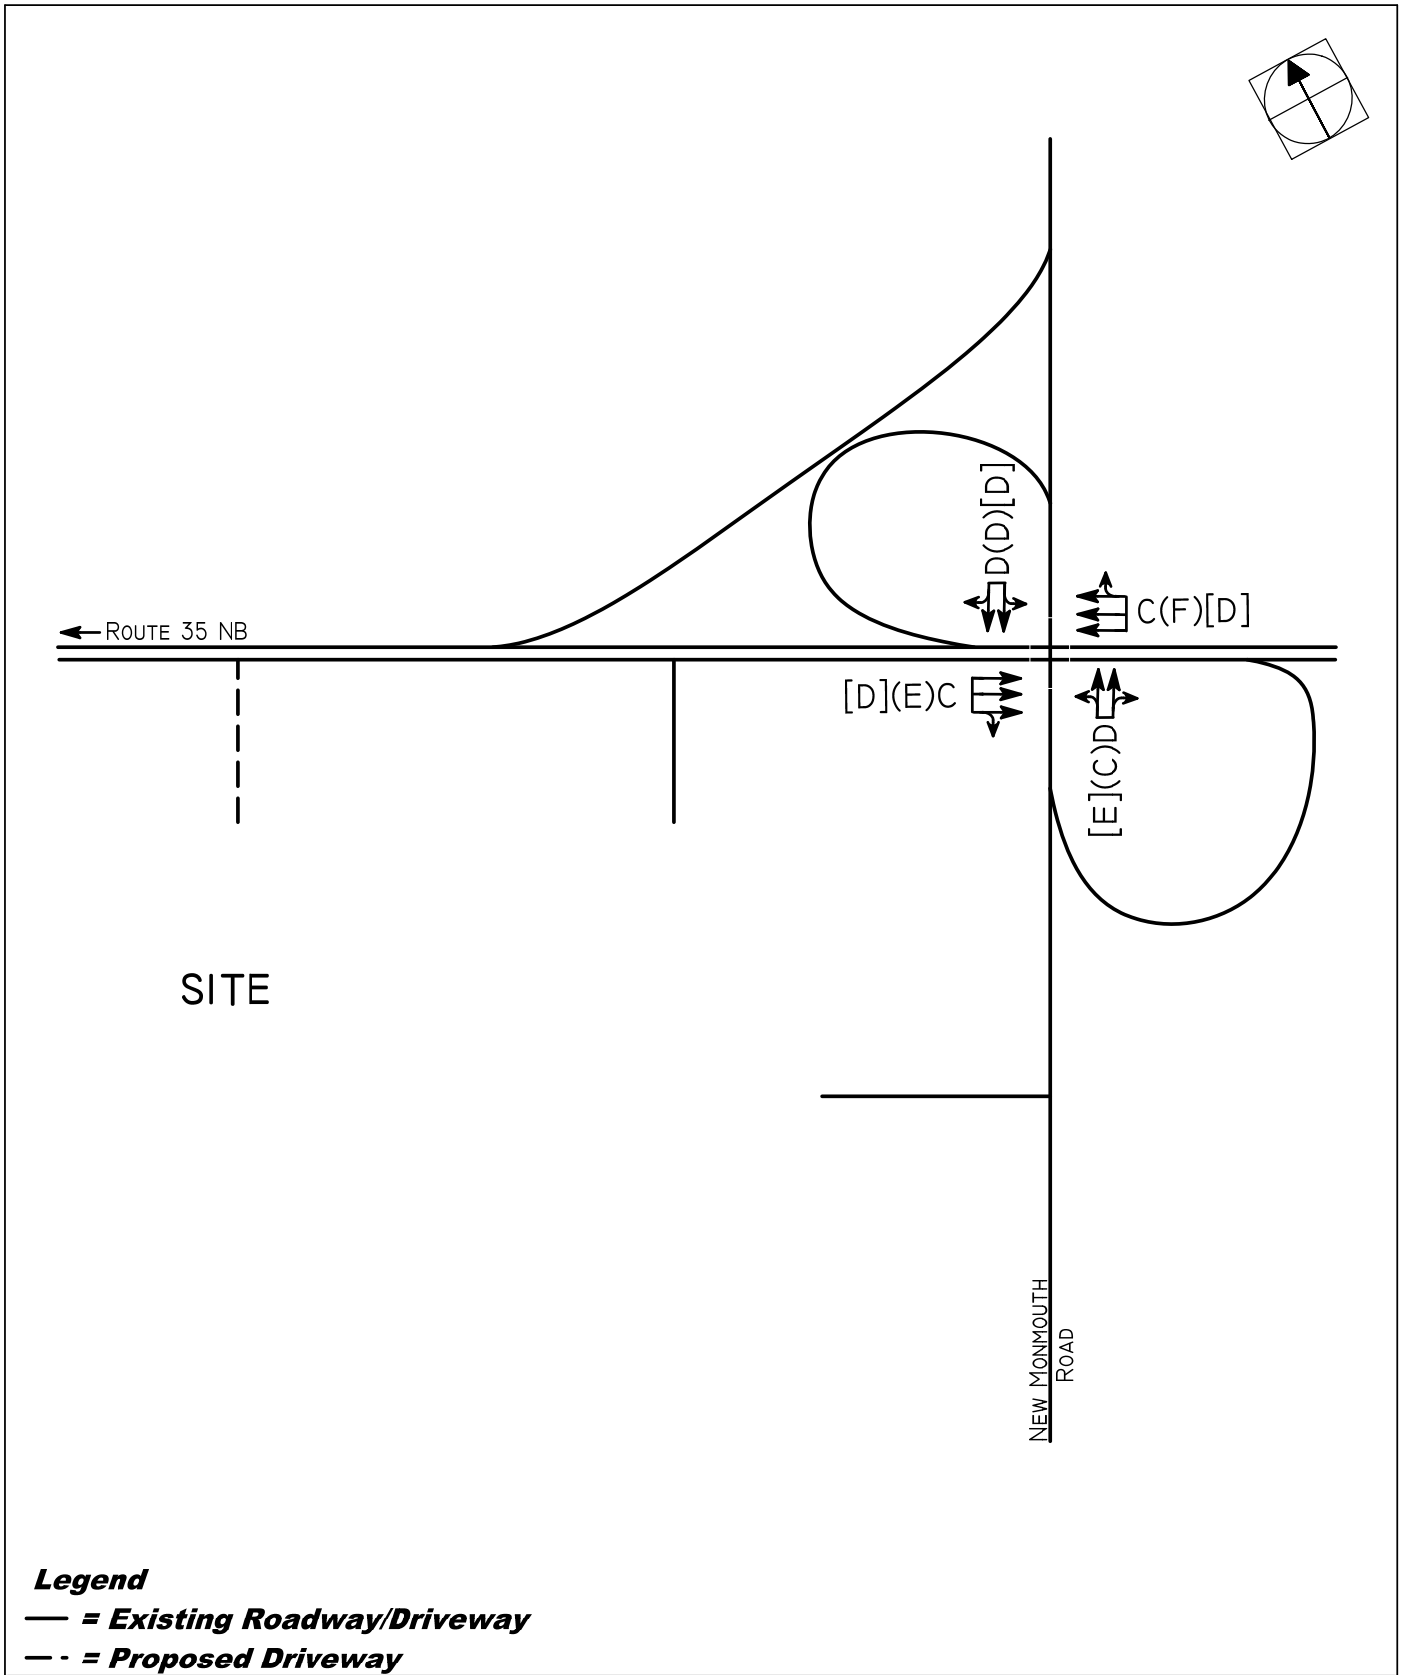 D(D)[D]
C(F)[D]
ROUTE 35 NB
[D](E)C
[E](C)D
SITE
NEW MONMOUTH
ROAD
Legend
= Existing Roadway/Driveway
= Proposed Driveway